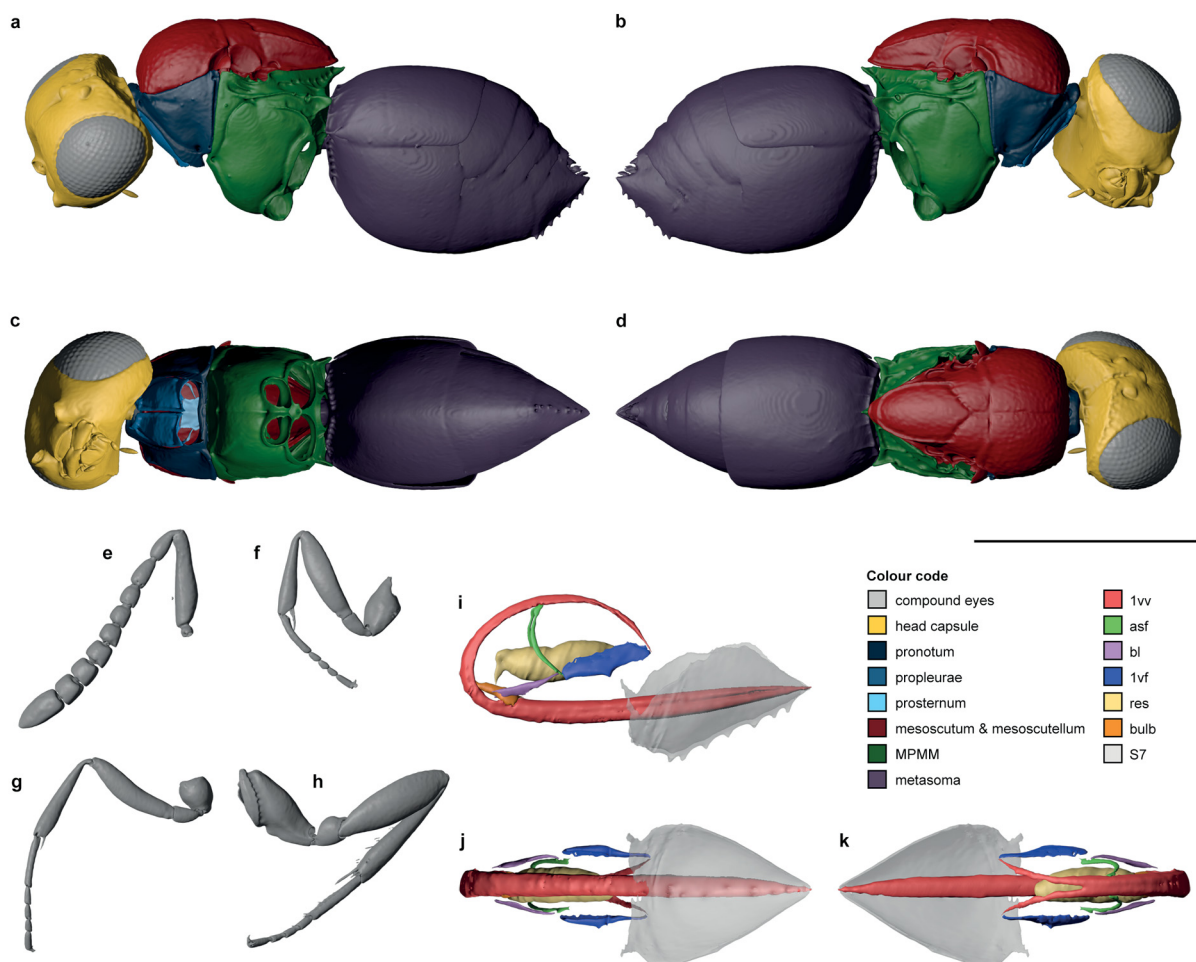 a
b
c
d
e
f
g
h
i
j
k
Colour code
compound eyes
head capsule
pronotum
propleurae
prosternum
mesoscutum & mesoscutellum
MPMM
metasoma
1vv
asf
bl
1vf
res
bulb
S7